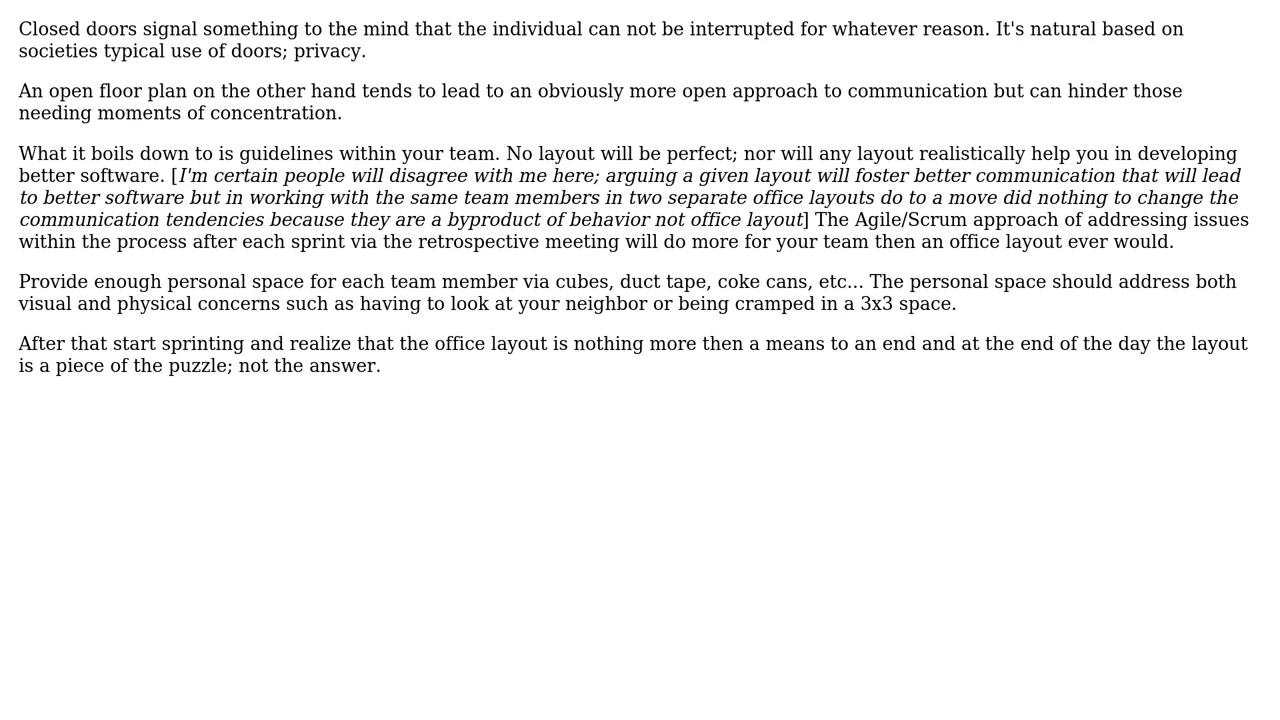 Closed doors signal something to the mind that the individual can not be interrupted for whatever reason. It's natural based on
societies typical use of doors; privacy.
An open floor plan on the other hand tends to lead to an obviously more open approach to communication but can hinder those
needing moments of concentration.
What it boils down to is guidelines within your team. No layout will be perfect; nor will any layout realistically help you in developing
better software. [I'm certain people will disagree with me here; arguing a given layout will foster better communication that will lead
to better software but in working with the same team members in two separate office layouts do to a move did nothing to change the
communication tendencies because they are a byproduct of behavior not office layout] The Agile/Scrum approach of addressing issues
within the process after each sprint via the retrospective meeting will do more for your team then an office layout ever would.
Provide enough personal space for each team member via cubes, duct tape, coke cans, etc... The personal space should address both
visual and physical concerns such as having to look at your neighbor or being cramped in a 3x3 space.
After that start sprinting and realize that the office layout is nothing more then a means to an end and at the end of the day the layout
is a piece of the puzzle; not the answer.